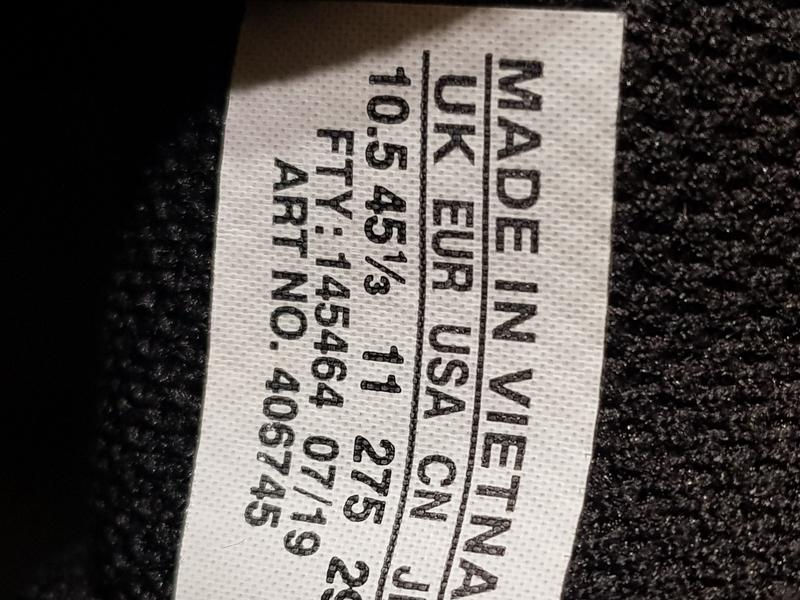 MADE IN VIETNA
UK EUR USA CN J
10.5 45⅓ 11 275 2
FTY:145464 07/19
ART NO. 406745